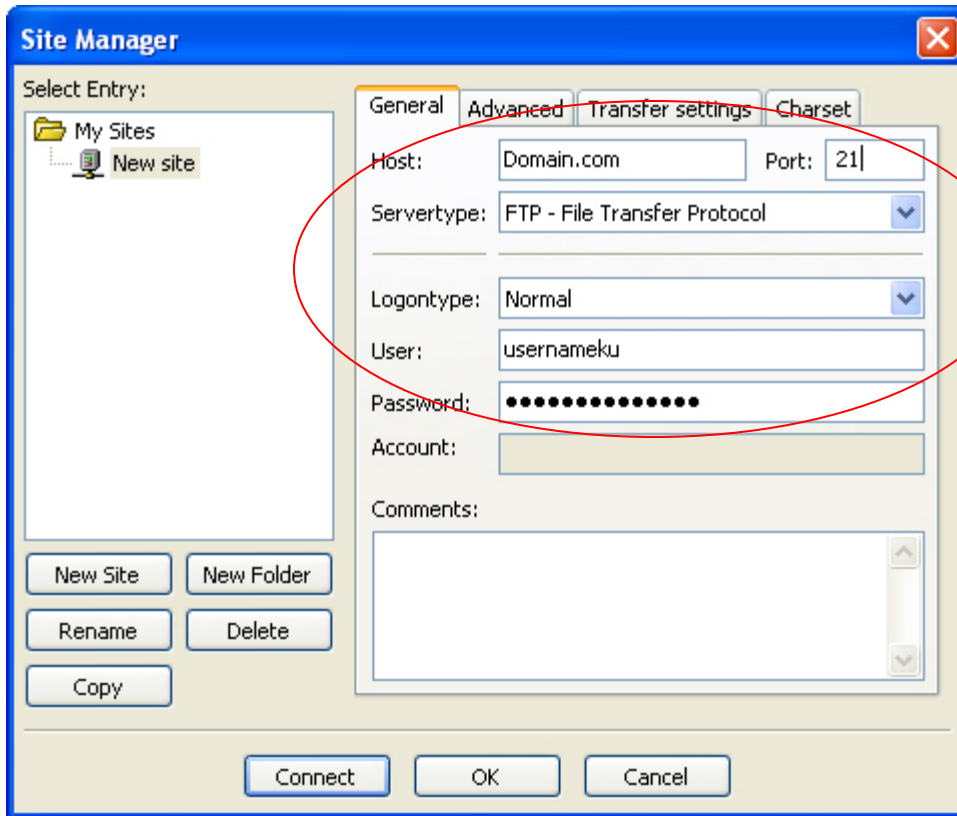 Site Manager
Select Entry:
My Sites
New site
New Site New Folder
Rename Delete
Copy
General Advanced Transfer settings Charset
Host: Domain.com Port: 21
Servertype: FTP - File Transfer Protocol
Logontype: Normal
User: usernameku
Password: ●●●●●●●●●●●●●●
Account:
Comments:
Connect OK Cancel